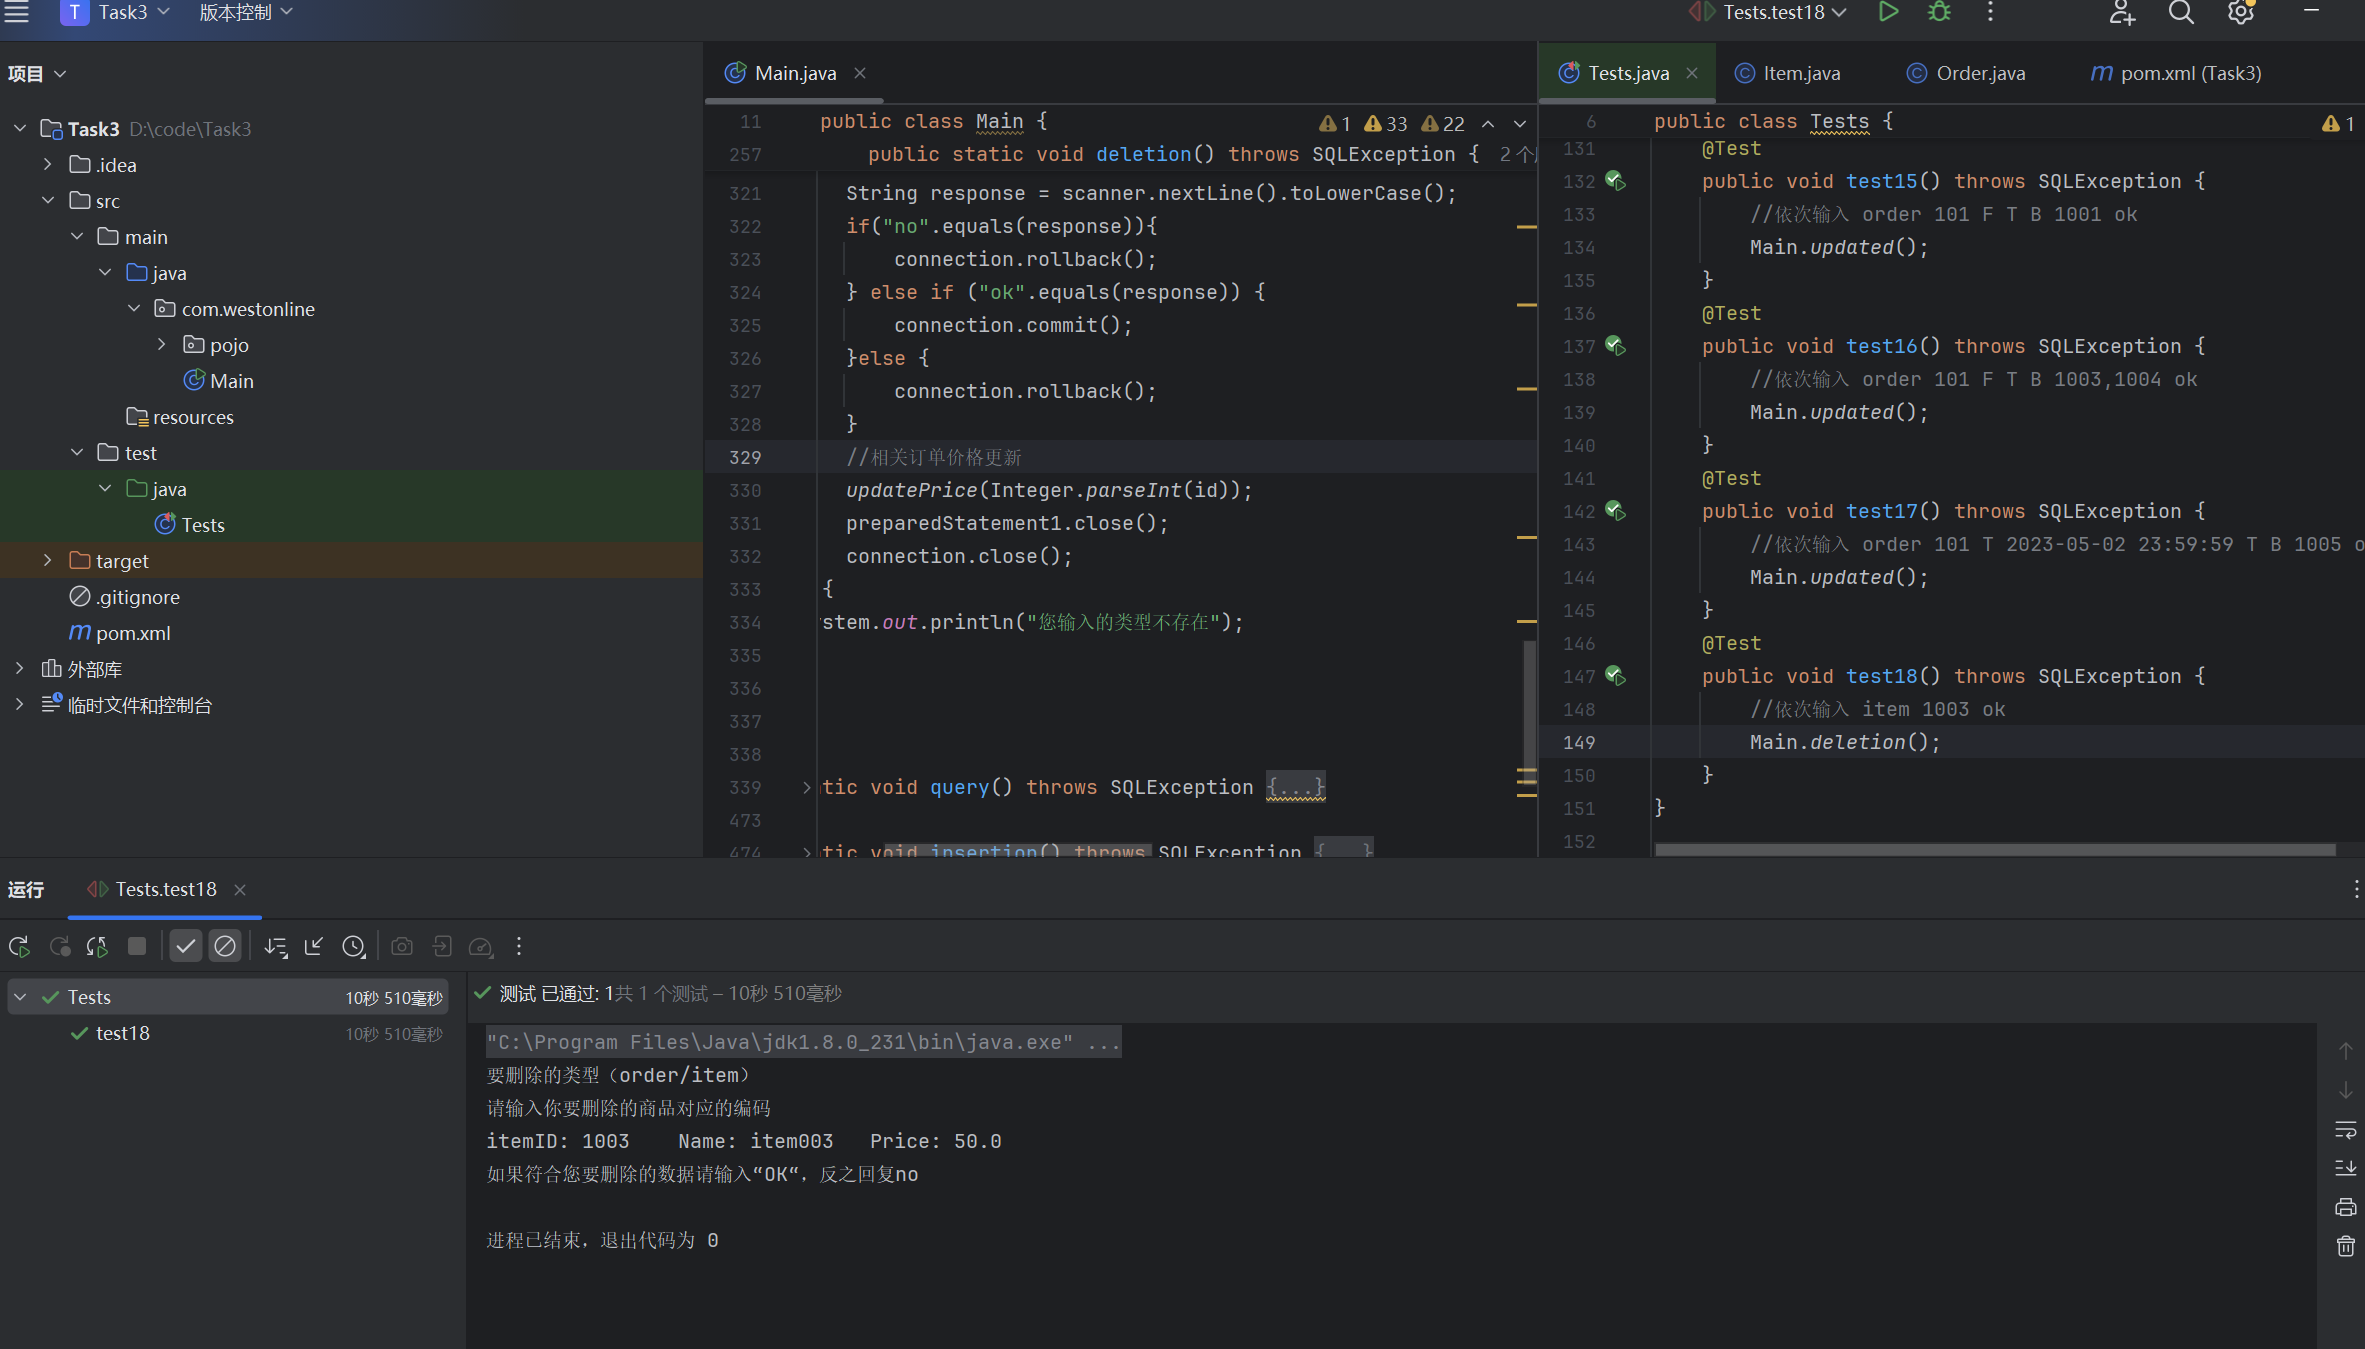 T Task3 版本控制 Tests.test18
项目
Task3 D:\code\Task3
.idea
src
main
java
com.westonline
pojo
Main
resources
test
java
Tests
target
.gitignore
m pom.xml
外部库
临时文件和控制台
Main.java
11 public class Main { 1 33 22
257 public static void deletion() throws SQLException { 2个
321 String response = scanner.nextLine().toLowerCase();
322 if("no".equals(response)){
323 connection.rollback();
324 } else if ("ok".equals(response)) {
325 connection.commit();
326 }else {
327 connection.rollback();
328 }
329 //相关订单价格更新
330 updatePrice(Integer.parseInt(id));
331 preparedStatement1.close();
332 connection.close();
333 {
334 stem.out.println("您输入的类型不存在");
335
336
337
338
339 tic void query() throws SQLException {...}
473
474 tic void insertion() throws SQLException {...}
Tests.java Item.java Order.java m pom.xml (Task3)
6 public class Tests { 1
131 @Test
132 public void test15() throws SQLException {
133 //依次输入 order 101 F T B 1001 ok
134 Main.updated();
135 }
136 @Test
137 public void test16() throws SQLException {
138 //依次输入 order 101 F T B 1003,1004 ok
139 Main.updated();
140 }
141 @Test
142 public void test17() throws SQLException {
143 //依次输入 order 101 T 2023-05-02 23:59:59 T B 1005 o
144 Main.updated();
145 }
146 @Test
147 public void test18() throws SQLException {
148 //依次输入 item 1003 ok
149 Main.deletion();
150 }
151 }
152
运行 Tests.test18
Tests 10秒 510毫秒
test18 10秒 510毫秒
测试 已通过: 1共 1 个测试 – 10秒 510毫秒
"C:\Program Files\Java\jdk1.8.0_231\bin\java.exe" ...
要删除的类型（order/item）
请输入你要删除的商品对应的编码
itemID: 1003 Name: item003 Price: 50.0
如果符合您要删除的数据请输入“OK“，反之回复no
进程已结束，退出代码为 0